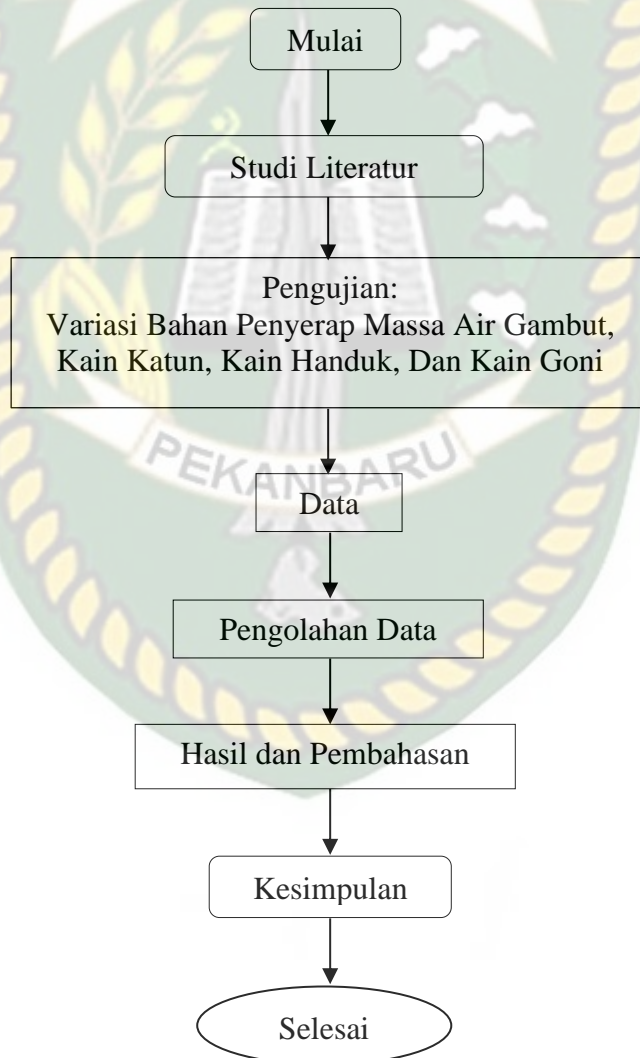 Mulai
Studi Literatur
Pengujian:
Variasi Bahan Penyerap Massa Air Gambut,
Kain Katun, Kain Handuk, Dan Kain Goni
PEKANBARU
Data
Pengolahan Data
Hasil dan Pembahasan
Kesimpulan
Selesai